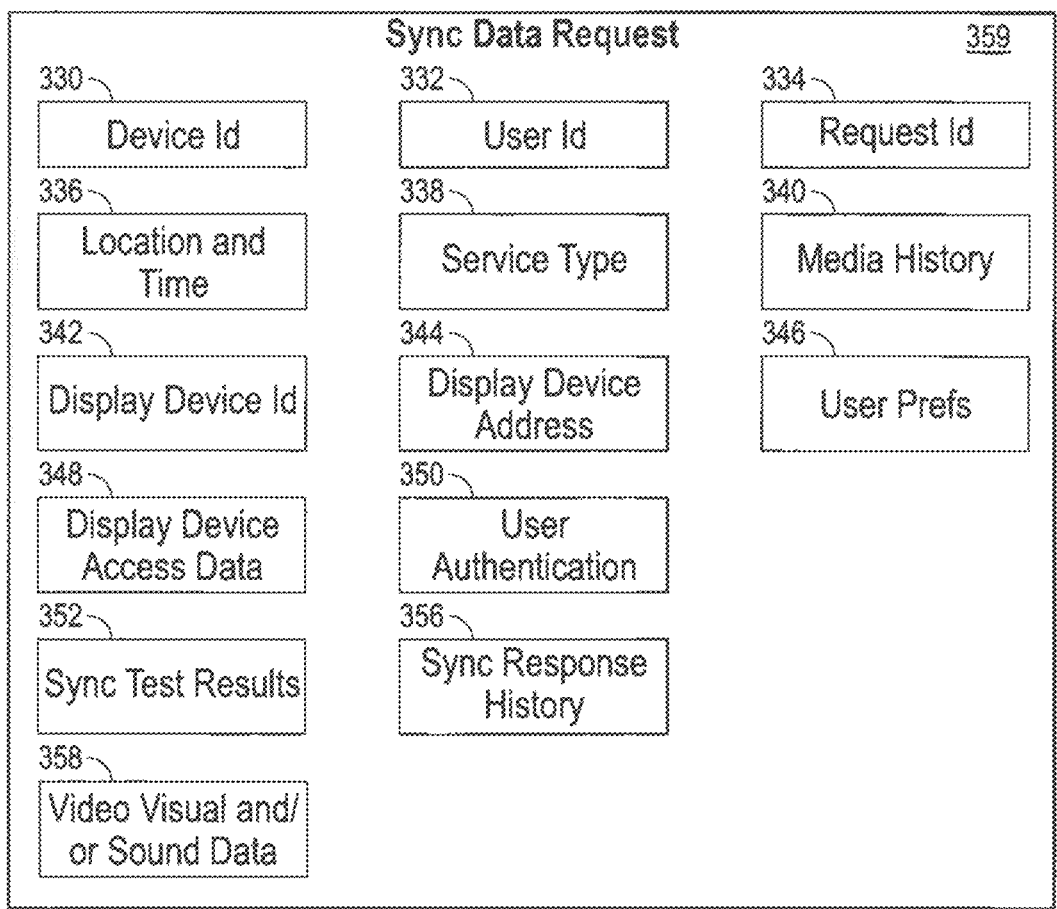 Sync Data Request 359
330 332 334
Device Id User Id Request Id
336 338 340
Location and
Time
Service Type
Media History
342 344 346
Display Device Id
Display Device
Address
User Prefs
348 350
Display Device
Access Data
User
Authentication
352 356
Sync Test Results
Sync Response
History
358
Video Visual and/
or Sound Data